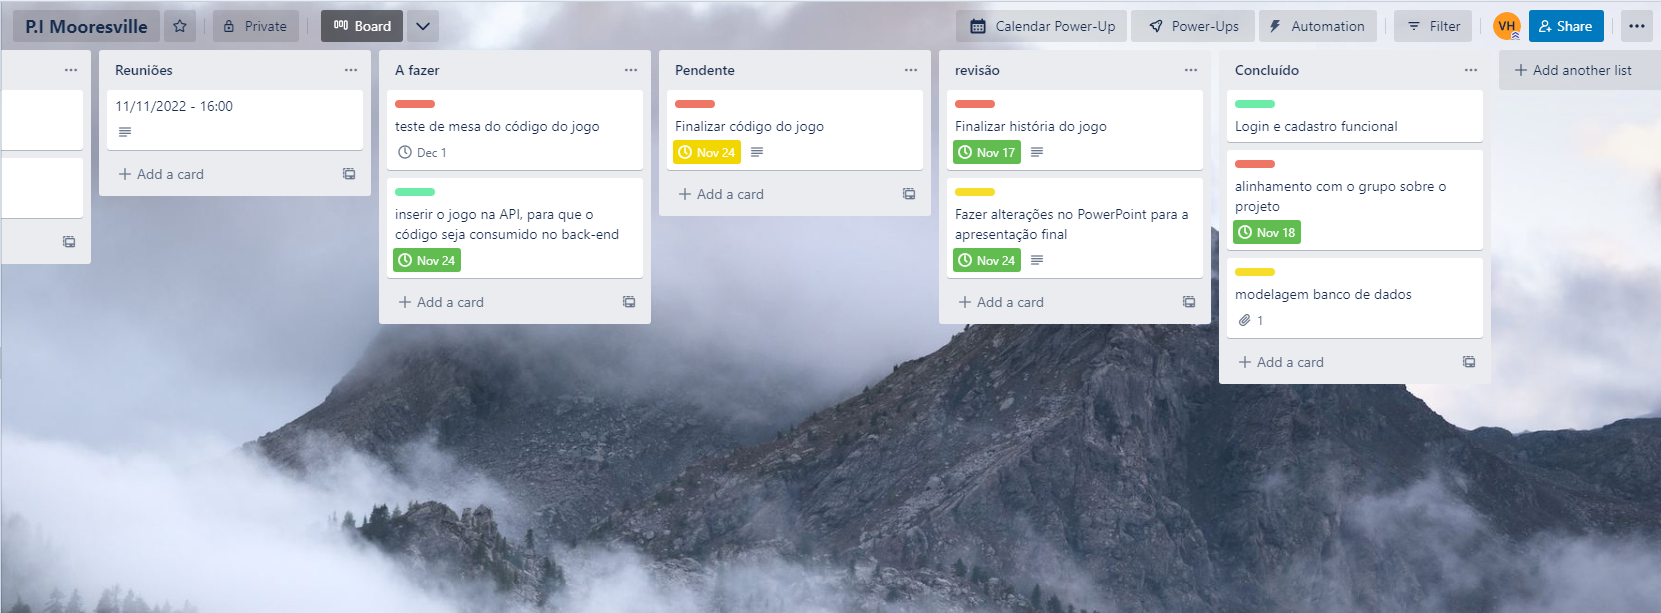 P.I Mooresville
Private
Board
Calendar Power-Up
Power-Ups
Automation
Filter
VH
Share
Reuniões
11/11/2022 - 16:00
Add a card
A fazer
teste de mesa do código do jogo
Dec 1
inserir o jogo na API, para que o
código seja consumido no back-end
Nov 24
Add a card
Pendente
Finalizar código do jogo
Nov 24
Add a card
revisão
Finalizar história do jogo
Nov 17
Fazer alterações no PowerPoint para a
apresentação final
Nov 24
Add a card
Concluído
Login e cadastro funcional
alinhamento com o grupo sobre o
projeto
Nov 18
modelagem banco de dados
1
Add a card
Add another list